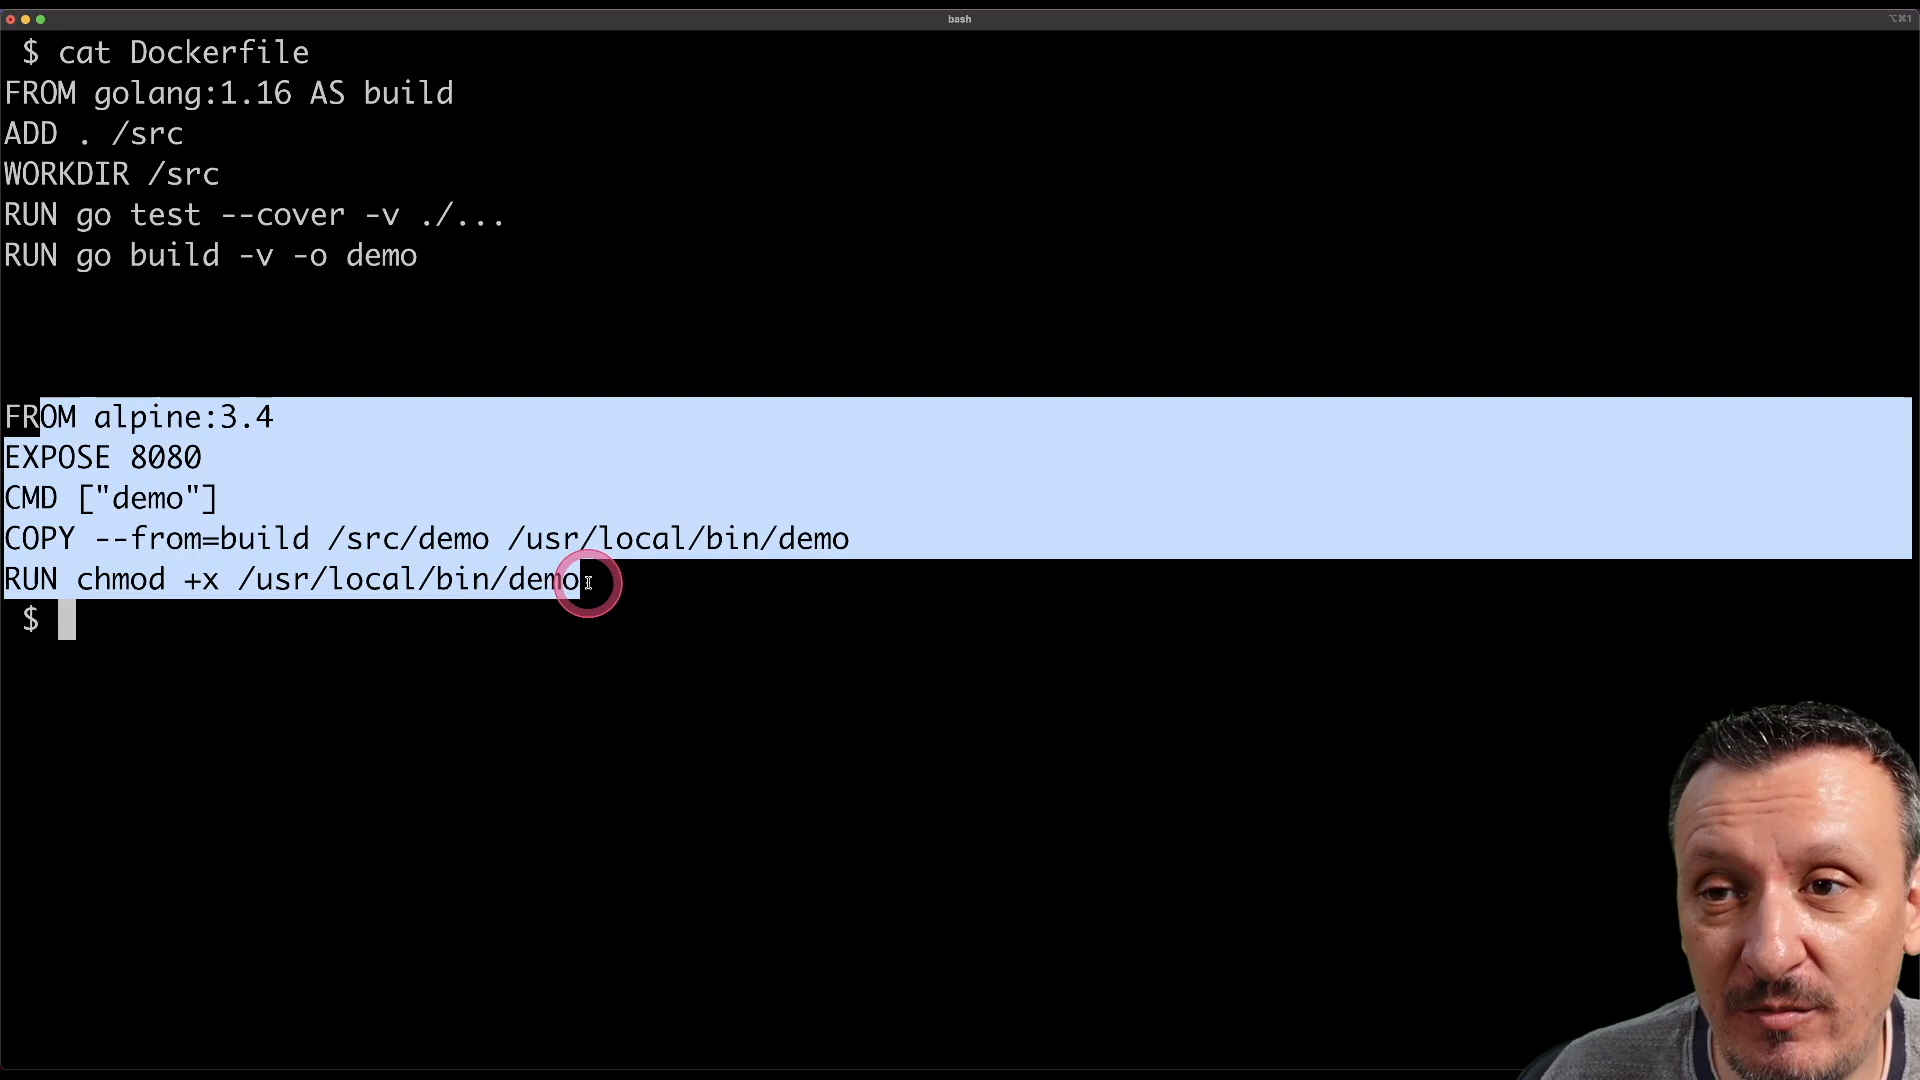 bash
⌥⌘1
$ cat Dockerfile
FROM golang:1.16 AS build
ADD . /src
WORKDIR /src
RUN go test --cover -v ./...
RUN go build -v -o demo
FROM alpine:3.4
EXPOSE 8080
CMD ["demo"]
COPY --from=build /src/demo /usr/local/bin/demo
RUN chmod +x /usr/local/bin/demo
$